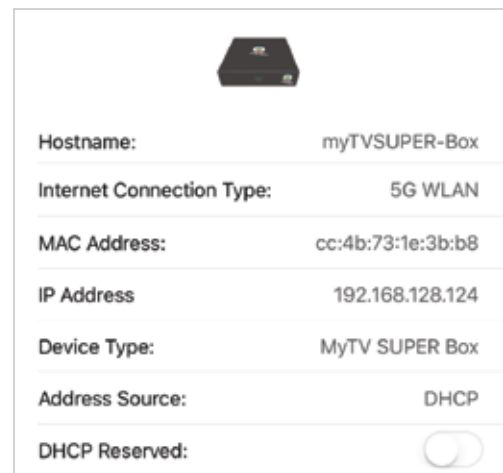 Hostname: myTVSUPER-Box
Internet Connection Type: 5G WLAN
MAC Address: cc:4b:73:1e:3b:b8
IP Address 192.168.128.124
Device Type: MyTV SUPER Box
Address Source: DHCP
DHCP Reserved: